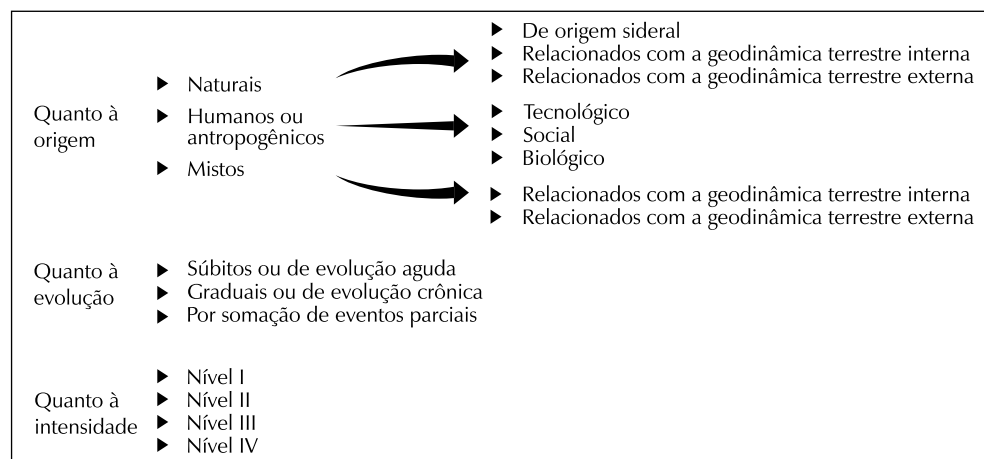 Quanto à
origem
Naturais
Humanos ou
antropogênicos
Mistos
De origem sideral
Relacionados com a geodinâmica terrestre interna
Relacionados com a geodinâmica terrestre externa
Tecnológico
Social
Biológico
Relacionados com a geodinâmica terrestre interna
Relacionados com a geodinâmica terrestre externa
Quanto à
evolução
Súbitos ou de evolução aguda
Graduais ou de evolução crônica
Por somação de eventos parciais
Quanto à
intensidade
Nível I
Nível II
Nível III
Nível IV